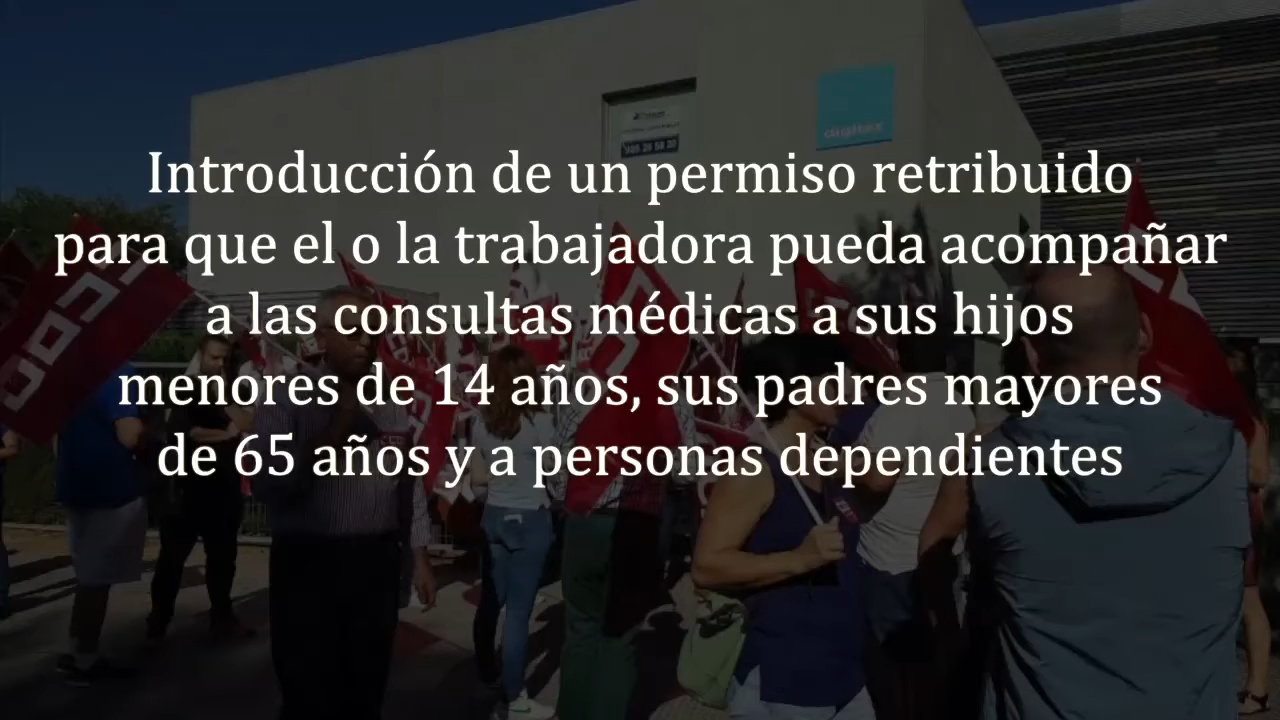 Introducción de un permiso retribuido
para que el o la trabajadora pueda acompañar
a las consultas médicas a sus hijos
menores de 14 años, sus padres mayores
de 65 años y a personas dependientes